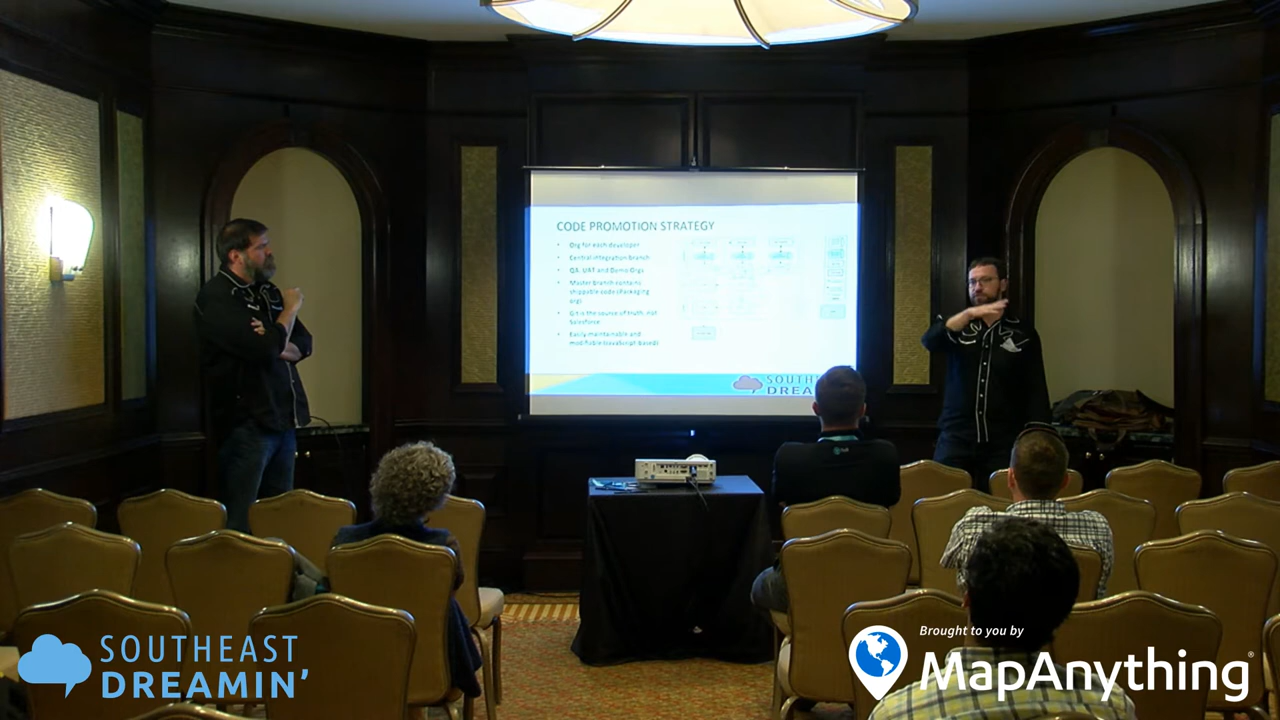 CODE PROMOTION STRATEGY
Org for each developer
Central integration branch
QA, UAT and Demo Orgs
Master branch contains
shippable code (Packaging
org)
Git is the source of truth, not
Salesforce
Easily maintainable and
modifiable (JavaScript based)
SOUTH
DREA
SOUTHEAST
DREAMIN'
Brought to you by
MapAnything®